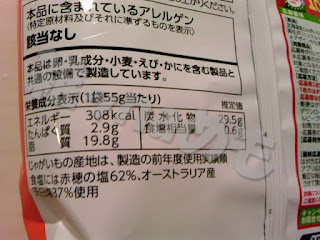 本品に含まれているアレルゲン
(特定原材料及びそれに準ずるものを表示)
該当なし
本品は卵・乳成分・小麦・えび・かにを含む製品と
共通の設備で製造しています。
栄養成分表示(1袋55g当たり) 推定値
エネルギー 308kcal 炭水化物 29.5g
たんぱく質 2.9g 食塩相当量 0.6g
脂質 19.8g
じゃがいもの産地は、製造の前年度使用実績順
食塩には赤穂の塩62%、オーストラリア産
37%使用